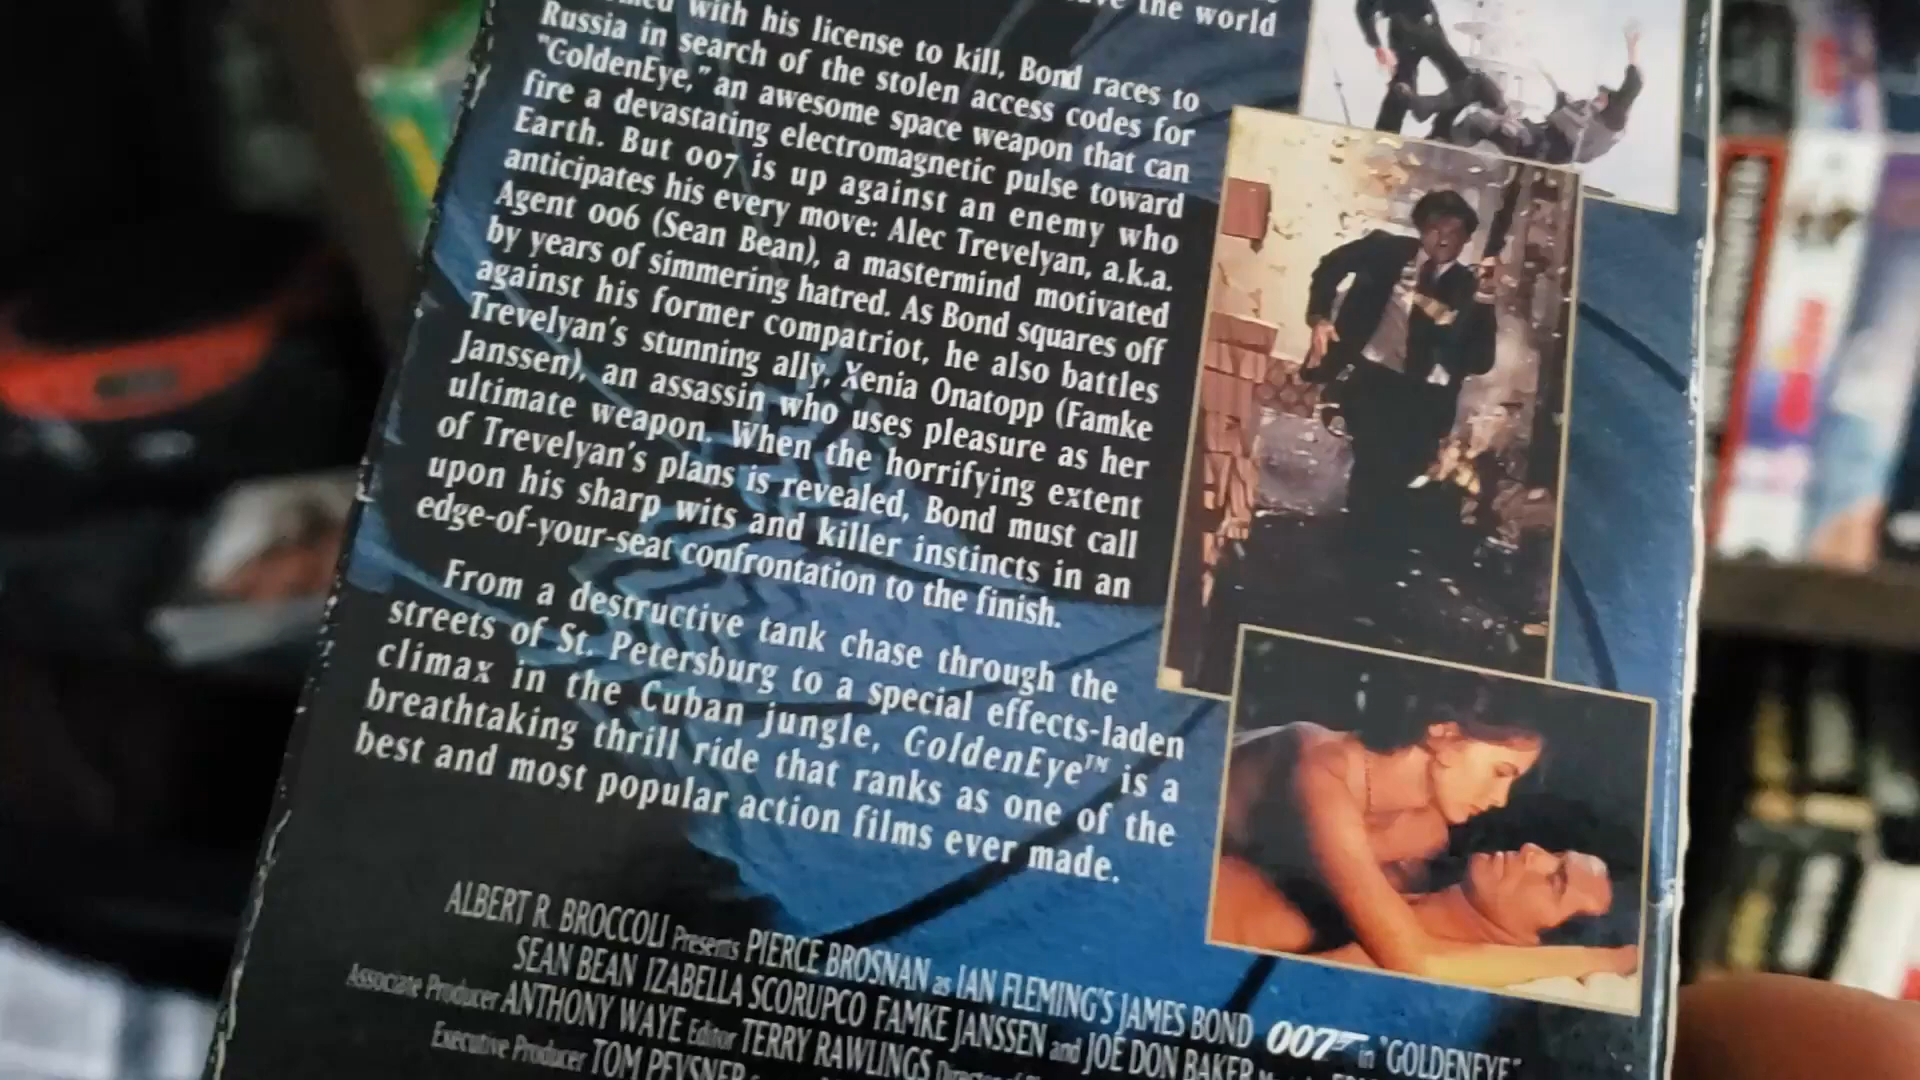 the world
with his license to kill, Bond races to
Russia in search of the stolen access codes for
"GoldenEye," an awesome space weapon that can
fire a devastating electromagnetic pulse toward
Earth. But 007 is up against an enemy who
anticipates his every move: Alec Trevelyan, a.k.a.
Agent 006 (Sean Bean), a mastermind motivated
by years of simmering hatred. As Bond squares off
against his former compatriot, he also battles
Trevelyan's stunning ally, Xenia Onatopp (Famke
Janssen), an assassin who uses pleasure as her
ultimate weapon. When the horrifying extent
of Trevelyan's plans is revealed, Bond must call
upon his sharp wits and killer instincts in an
edge-of-your-seat confrontation to the finish.
From a destructive tank chase through the
streets of St. Petersburg to a special effects-laden
climax in the Cuban jungle, GoldenEye™ is a
breathtaking thrill ride that ranks as one of the
best and most popular action films ever made.
ALBERT R. BROCCOLI Presents PIERCE BROSNAN as IAN FLEMING'S JAMES BOND 007 in "GOLDENEYE"
SEAN BEAN IZABELLA SCORUPCO FAMKE JANSSEN and JOE DON BAKER
Associate Producer ANTHONY WAYE Editor TERRY RAWLINGS
Executive Producer TOM PEVSNER